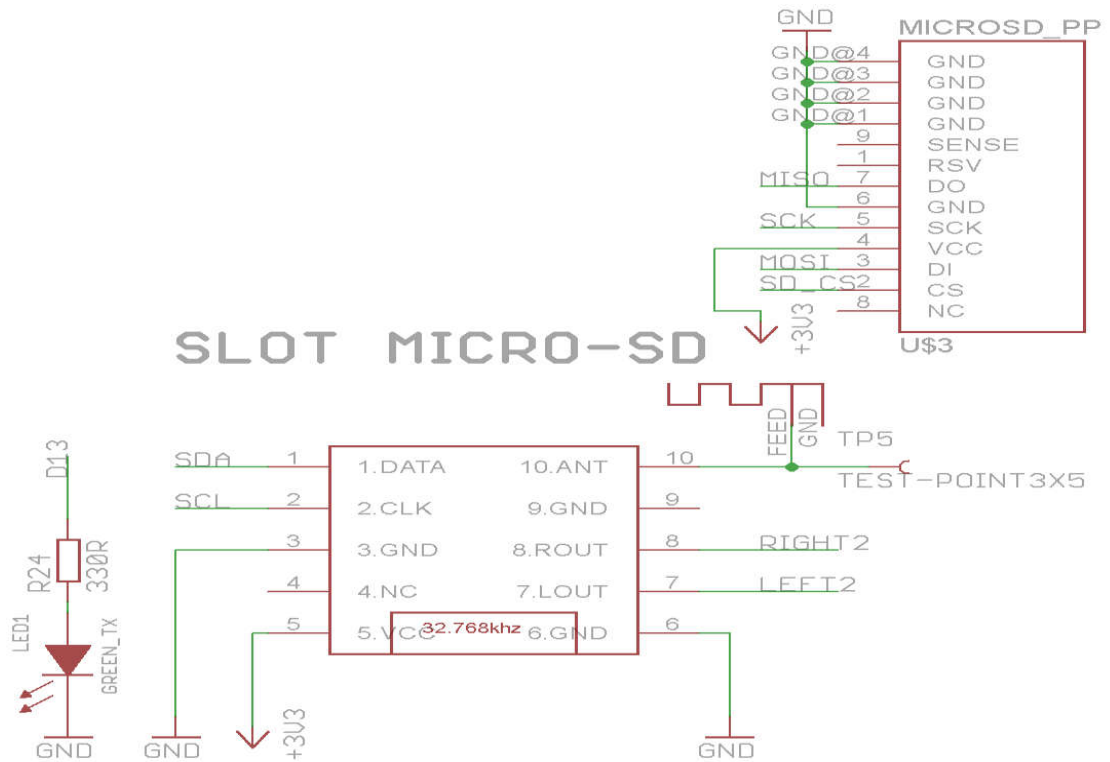 GND
MICROSD_PP
GND@4 GND
GND@3 GND
GND@2 GND
GND@1 GND
9 SENSE
1 RSV
MISO 7 DO
6 GND
SCK 5 SCK
4 VCC
MOSI 3 DI
SD_CS 2 CS
8 NC
+3V3
U$3
SLOT MICRO-SD
FEED
GND
TP5
TEST-POINT3X5
D13
R24
330R
LED1
GREEN_TX
GND
SDA 1 1.DATA 10.ANT 10
SCL 2 2.CLK 9.GND 9
3 3.GND 8.ROUT 8 RIGHT2
4 4.NC 7.LOUT 7 LEFT2
5 5.VCC 32.768khz 6.GND 6
GND
+3V3
GND